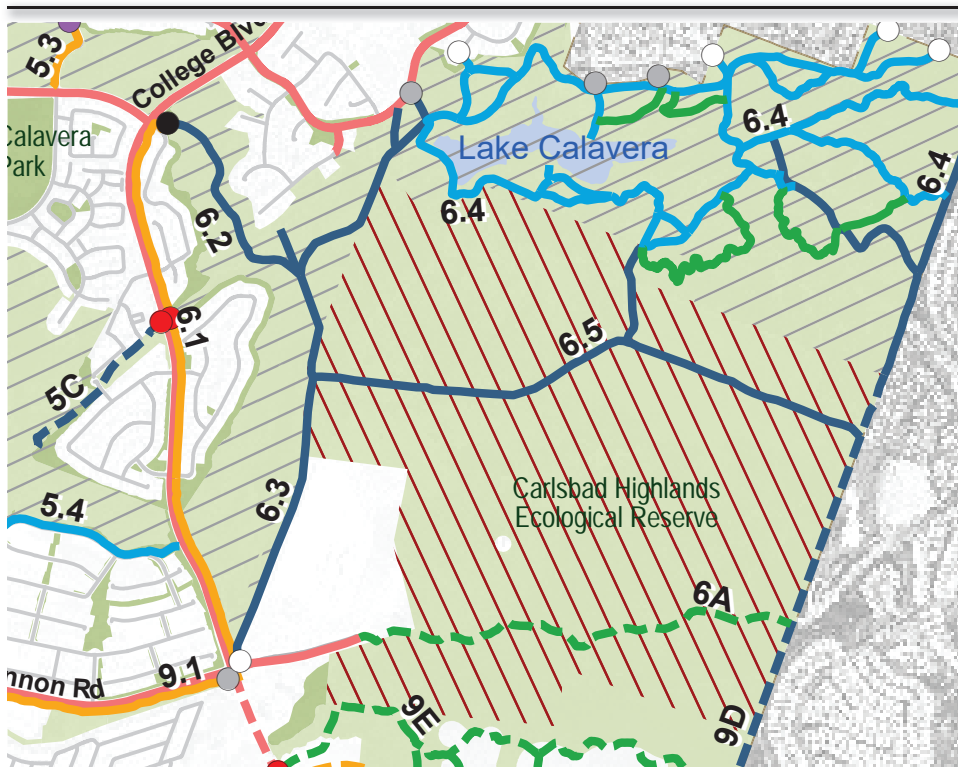 5.3
College Blv
Calavera
Park
6.4
Lake Calavera
6.4
6.4
6.2
6.1
6.5
5C
5.4
6.3
Carlsbad Highlands
Ecological Reserve
6A
9.1
nnon Rd
9E
9D